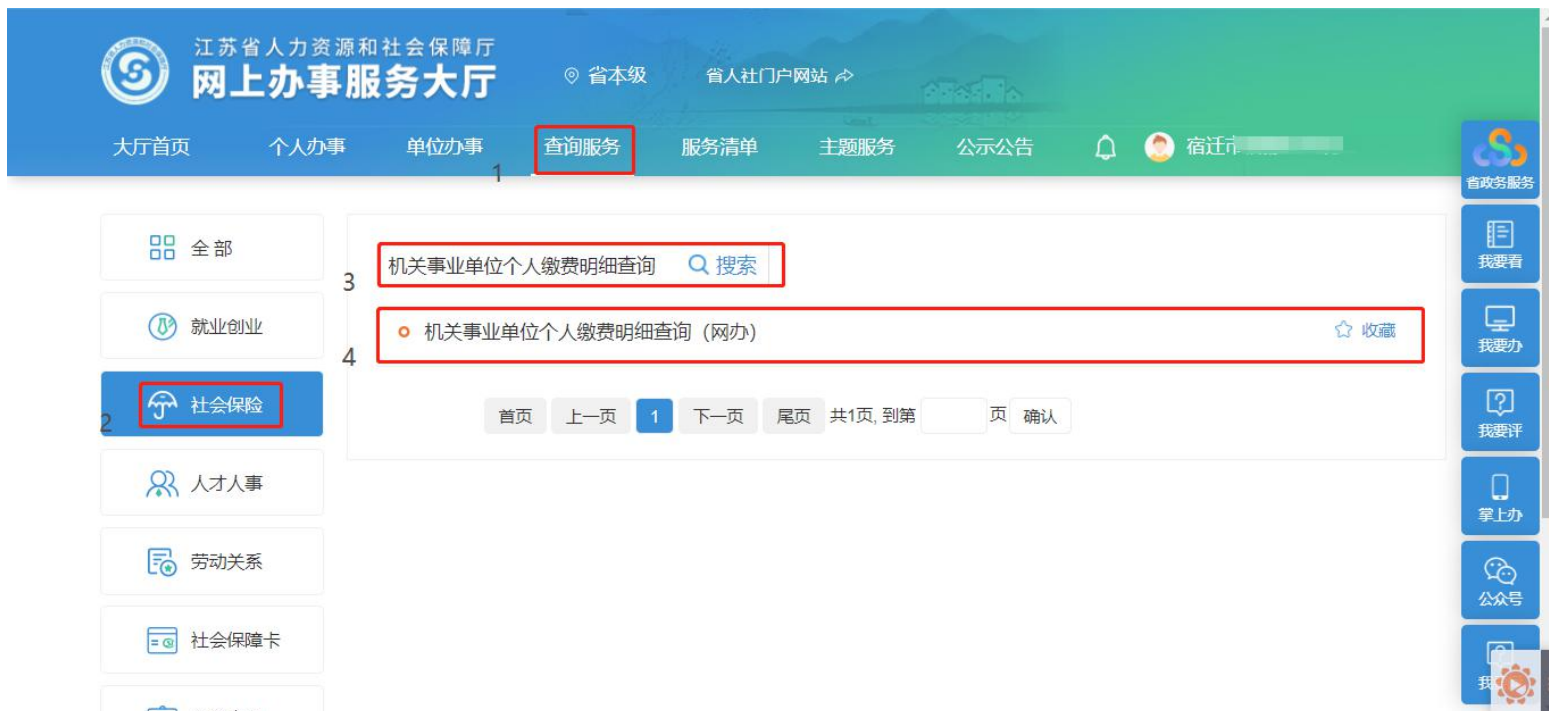 江苏省人力资源和社会保障厅
网上办事服务大厅
省本级
省人社门户网站
大厅首页
个人办事
单位办事
1
查询服务
服务清单
主题服务
公示公告
宿迁市
省政务服务
我要看
我要办
我要评
掌上办
公众号
全部
就业创业
2
社会保险
人才人事
劳动关系
社会保障卡
3
机关事业单位个人缴费明细查询
搜索
4
机关事业单位个人缴费明细查询（网办）
收藏
首页 上一页 1 下一页 尾页 共1页, 到第 页 确认